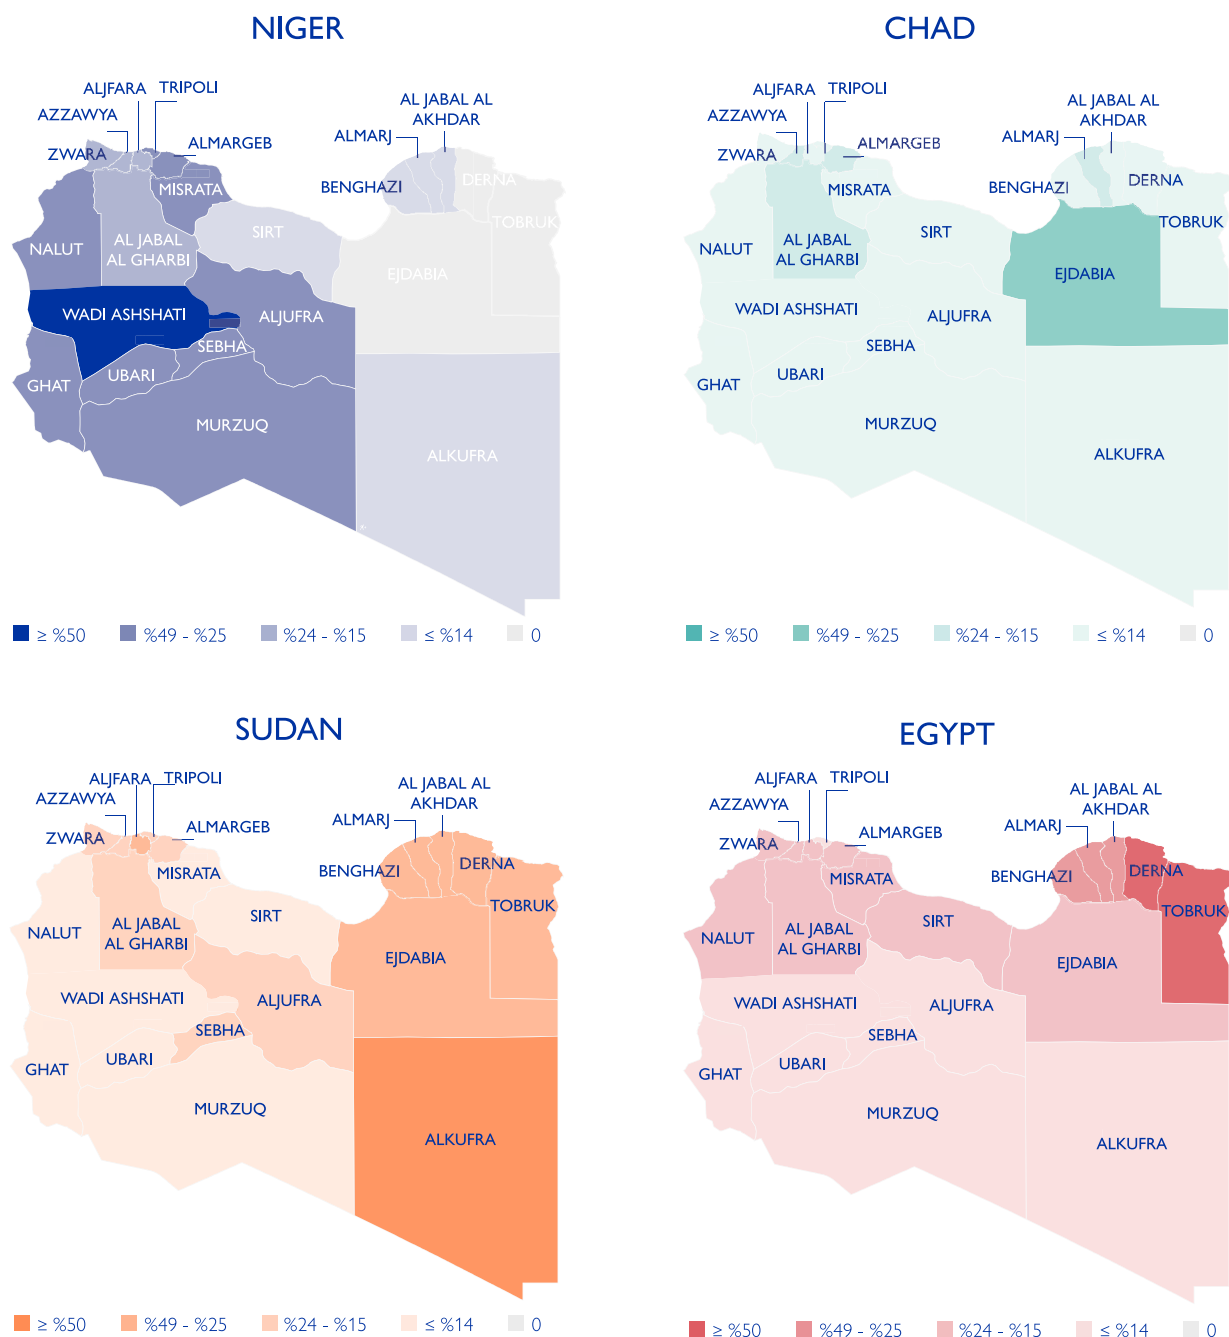 NIGER
ALJFARA
TRIPOLI
AZZAWYA
AL JABAL AL
AKHDAR
ALMARJ
ZWARA
ALMARGEB
MISRATA
BENGHAZI
DERNA
TOBRUK
SIRT
NALUT
AL JABAL
AL GHARBI
EJDABIA
WADI ASHSHATI
ALJUFRA
SEBHA
UBARI
GHAT
MURZUQ
ALKUFRA
≥ %50
%49 - %25
%24 - %15
≤ %14
0
CHAD
ALJFARA
TRIPOLI
AZZAWYA
AL JABAL AL
AKHDAR
ALMARJ
ZWARA
ALMARGEB
MISRATA
BENGHAZI
DERNA
TOBRUK
SIRT
NALUT
AL JABAL
AL GHARBI
EJDABIA
WADI ASHSHATI
ALJUFRA
SEBHA
UBARI
GHAT
MURZUQ
ALKUFRA
≥ %50
%49 - %25
%24 - %15
≤ %14
0
SUDAN
ALJFARA
TRIPOLI
AZZAWYA
AL JABAL AL
AKHDAR
ALMARJ
ZWARA
ALMARGEB
MISRATA
BENGHAZI
DERNA
TOBRUK
SIRT
NALUT
AL JABAL
AL GHARBI
EJDABIA
WADI ASHSHATI
ALJUFRA
SEBHA
UBARI
GHAT
MURZUQ
ALKUFRA
≥ %50
%49 - %25
%24 - %15
≤ %14
0
EGYPT
ALJFARA
TRIPOLI
AZZAWYA
AL JABAL AL
AKHDAR
ALMARJ
ZWARA
ALMARGEB
MISRATA
BENGHAZI
DERNA
TOBRUK
SIRT
NALUT
AL JABAL
AL GHARBI
EJDABIA
WADI ASHSHATI
ALJUFRA
SEBHA
UBARI
GHAT
MURZUQ
ALKUFRA
≥ %50
%49 - %25
%24 - %15
≤ %14
0